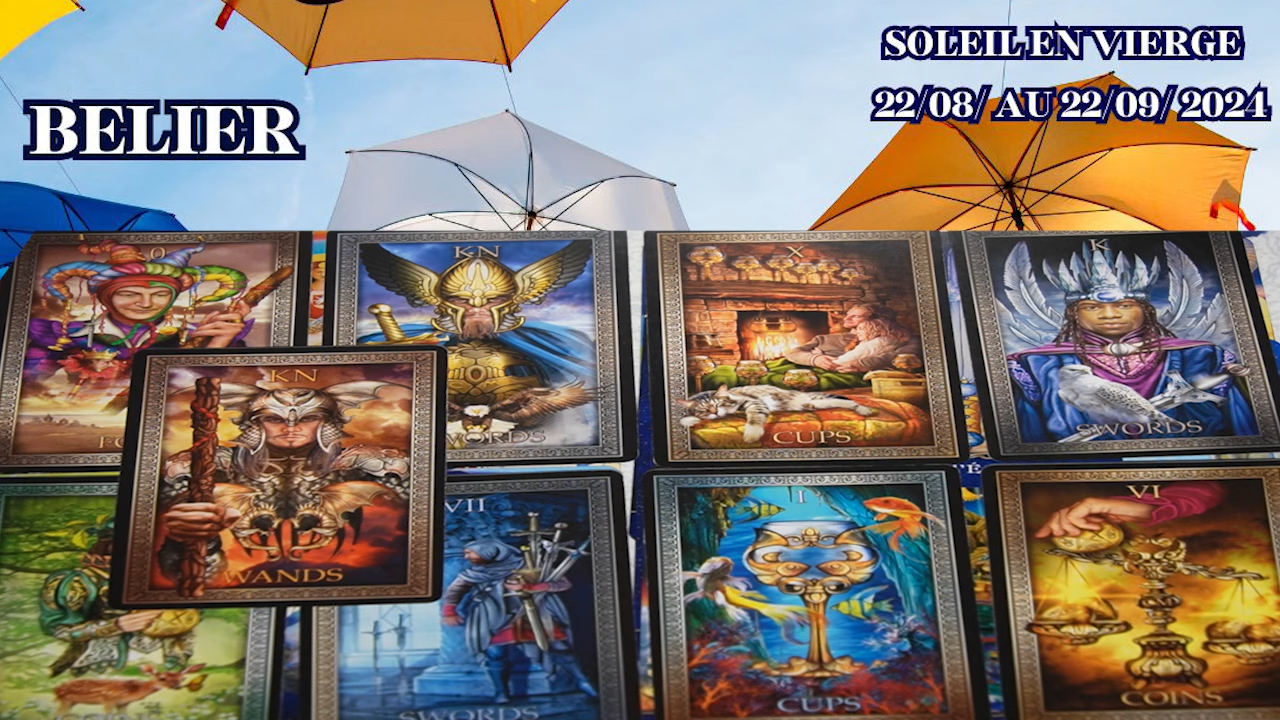 SOLEIL EN VIERGE
22/08/ AU 22/09/ 2024
BELIER
0
KN
SWORDS
X
CUPS
K
SWORDS
KN
WANDS
VII
SWORDS
I
CUPS
VI
COINS